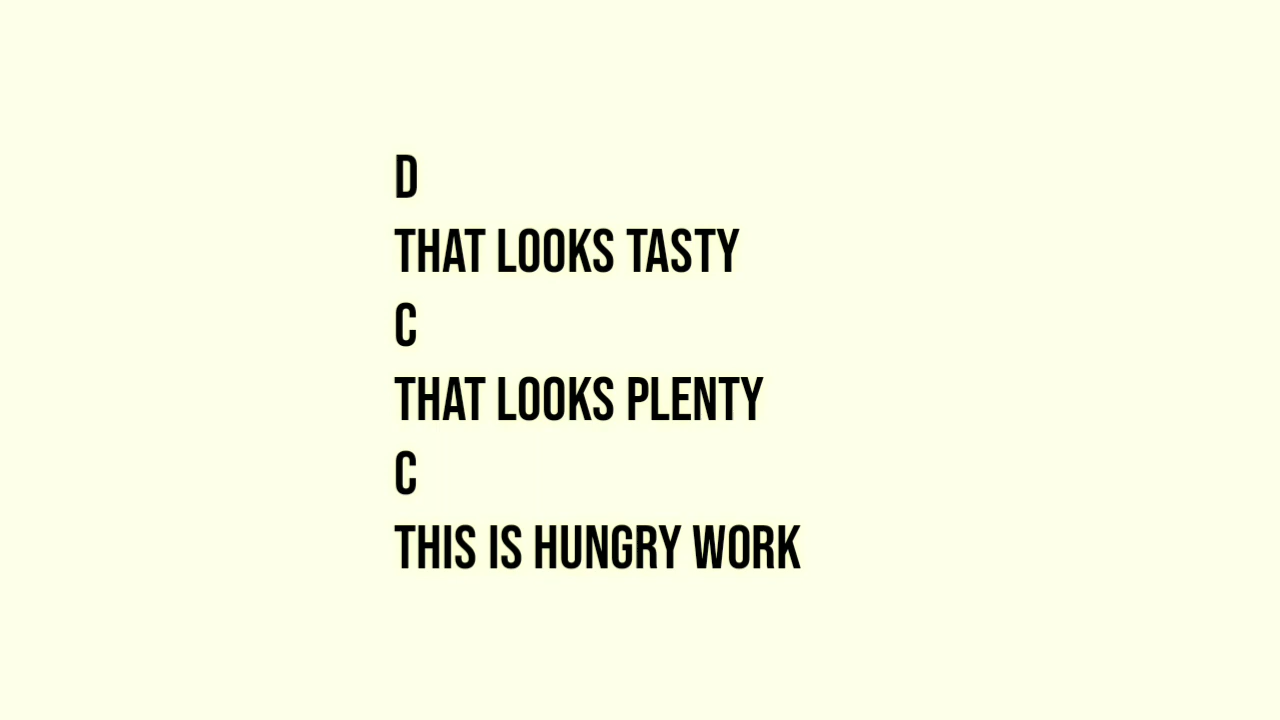 D
THAT LOOKS TASTY
C
THAT LOOKS PLENTY
C
THIS IS HUNGRY WORK